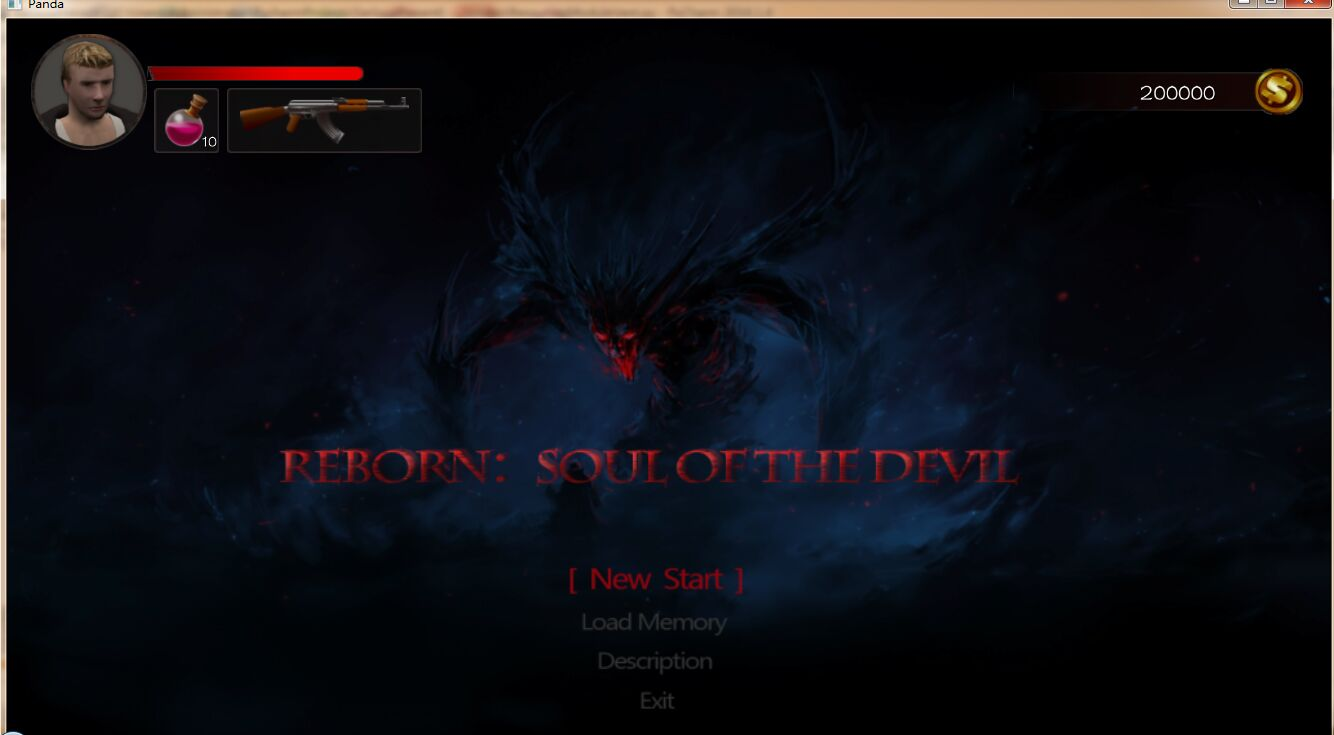 Panda
200000
10
REBORN: SOUL OF THE DEVIL
[ New Start ]
Load Memory
Description
Exit